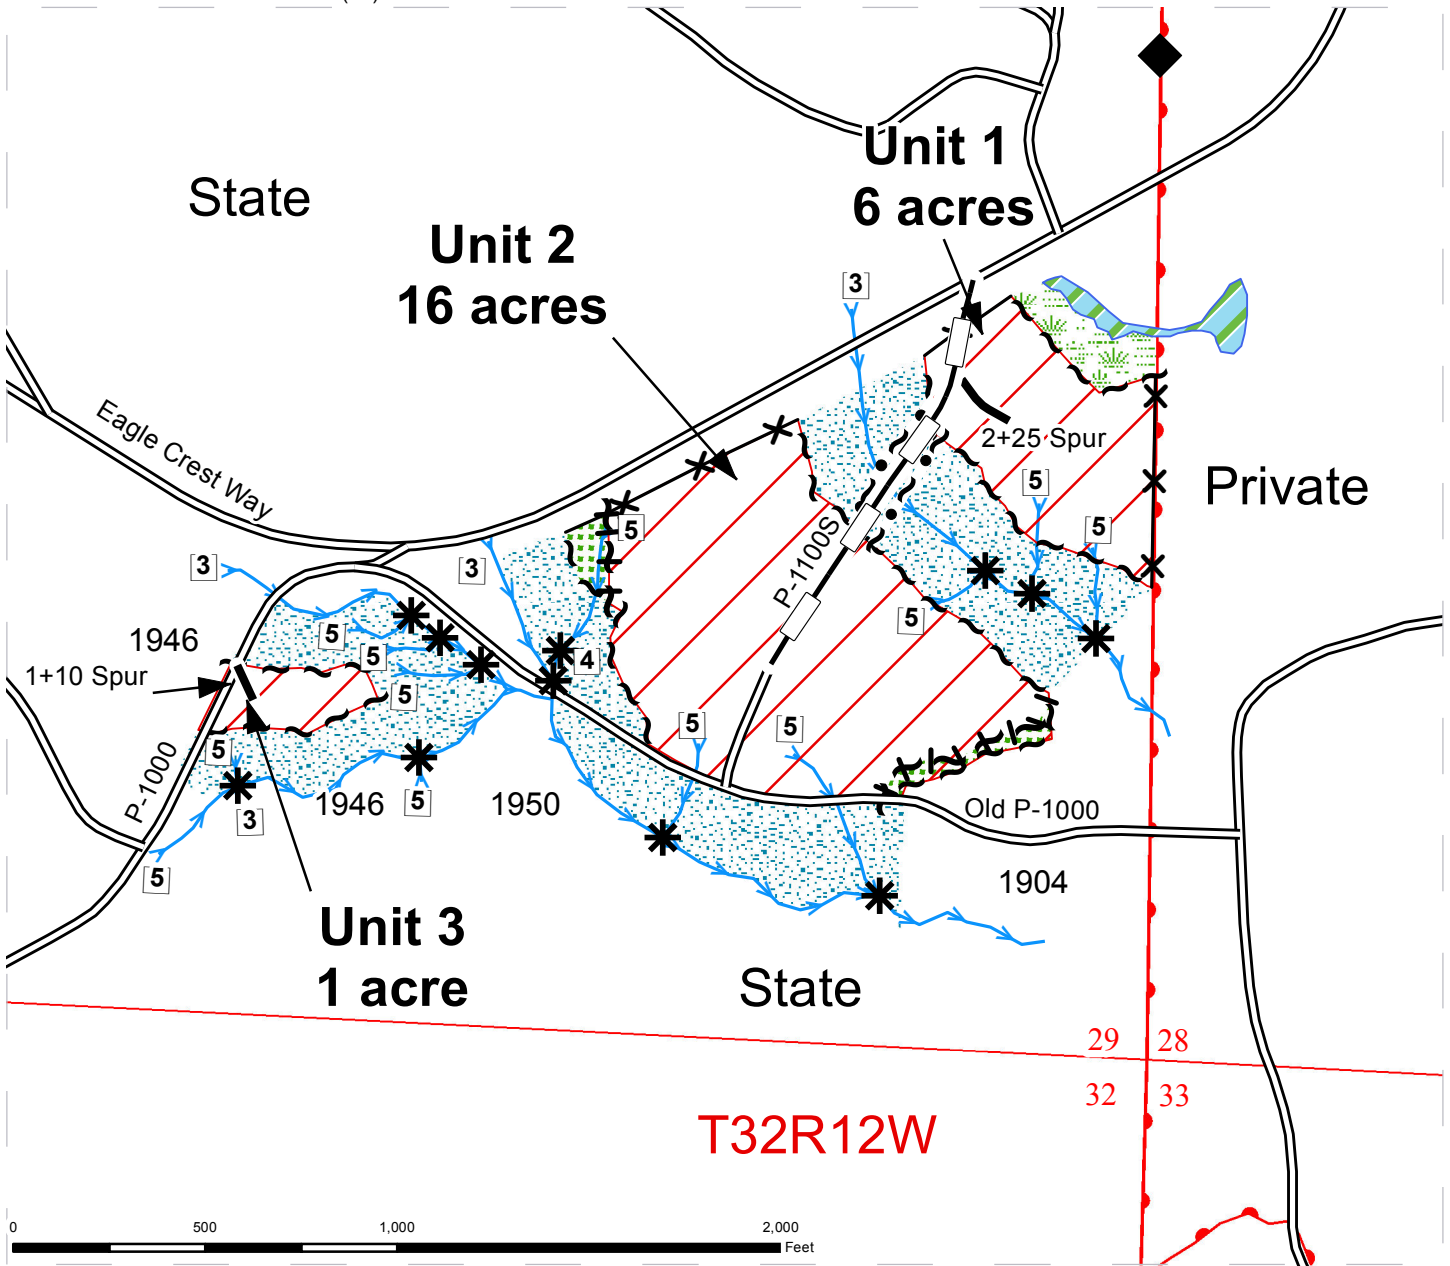 Unit 1
6 acres
State
Unit 2
16 acres
[3]
Eagle Crest Way
2+25 Spur
Private
[5]
[5]
[5]
P-1100S
[3]
[3]
[5]
1946
[5]
[5]
[4]
1+10 Spur
[5]
[5]
[5]
[5]
P-1000
1946
[5]
1950
Old P-1000
[3]
[5]
1904
Unit 3
1 acre
State
29 28
32 33
T32R12W
0 500 1,000 2,000
Feet